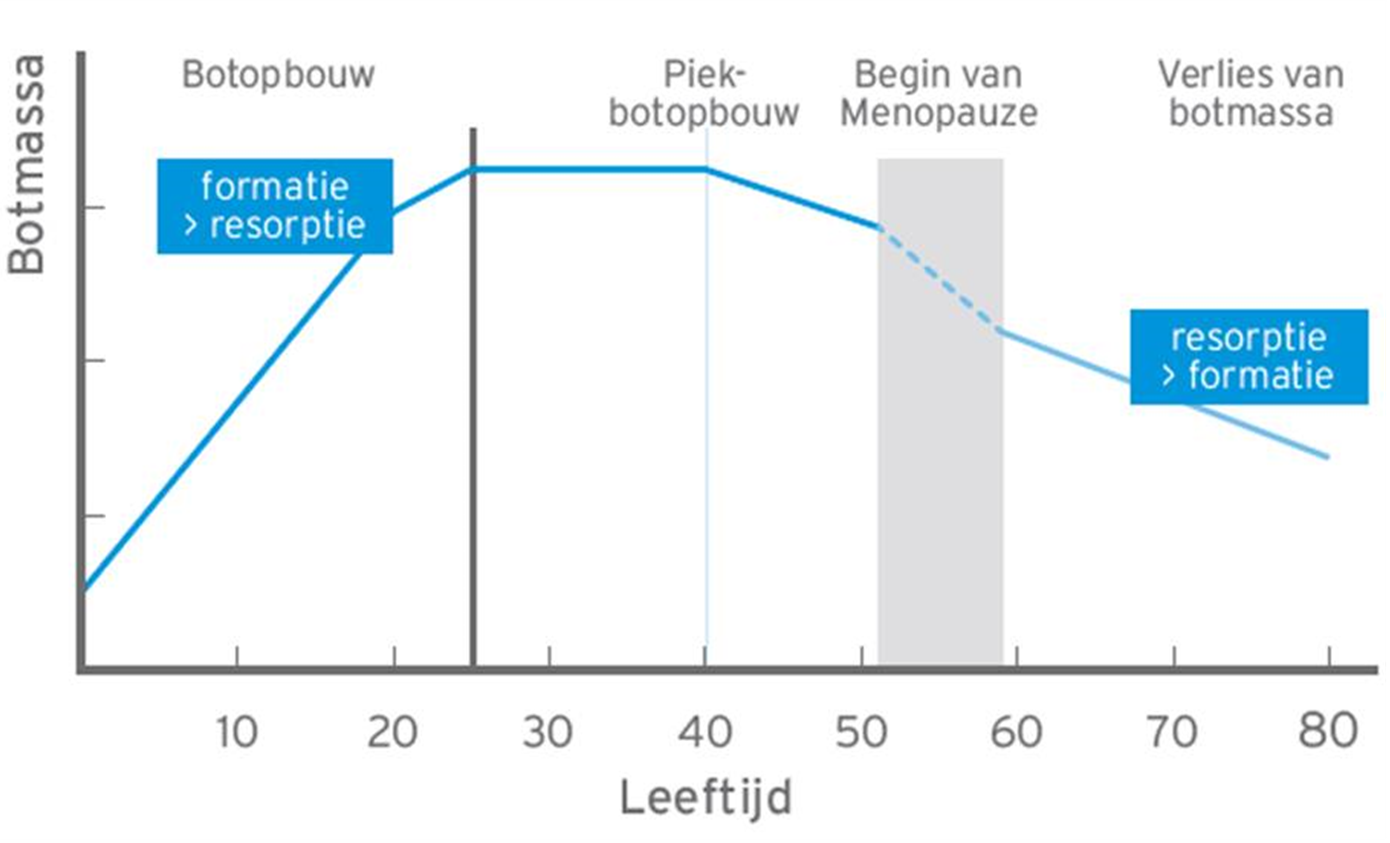 Botmassa
Botopbouw
Piek-
botopbouw
Begin van
Menopauze
Verlies van
botmassa
formatie
> resorptie
resorptie
> formatie
10 20 30 40 50 60 70 80
Leeftijd